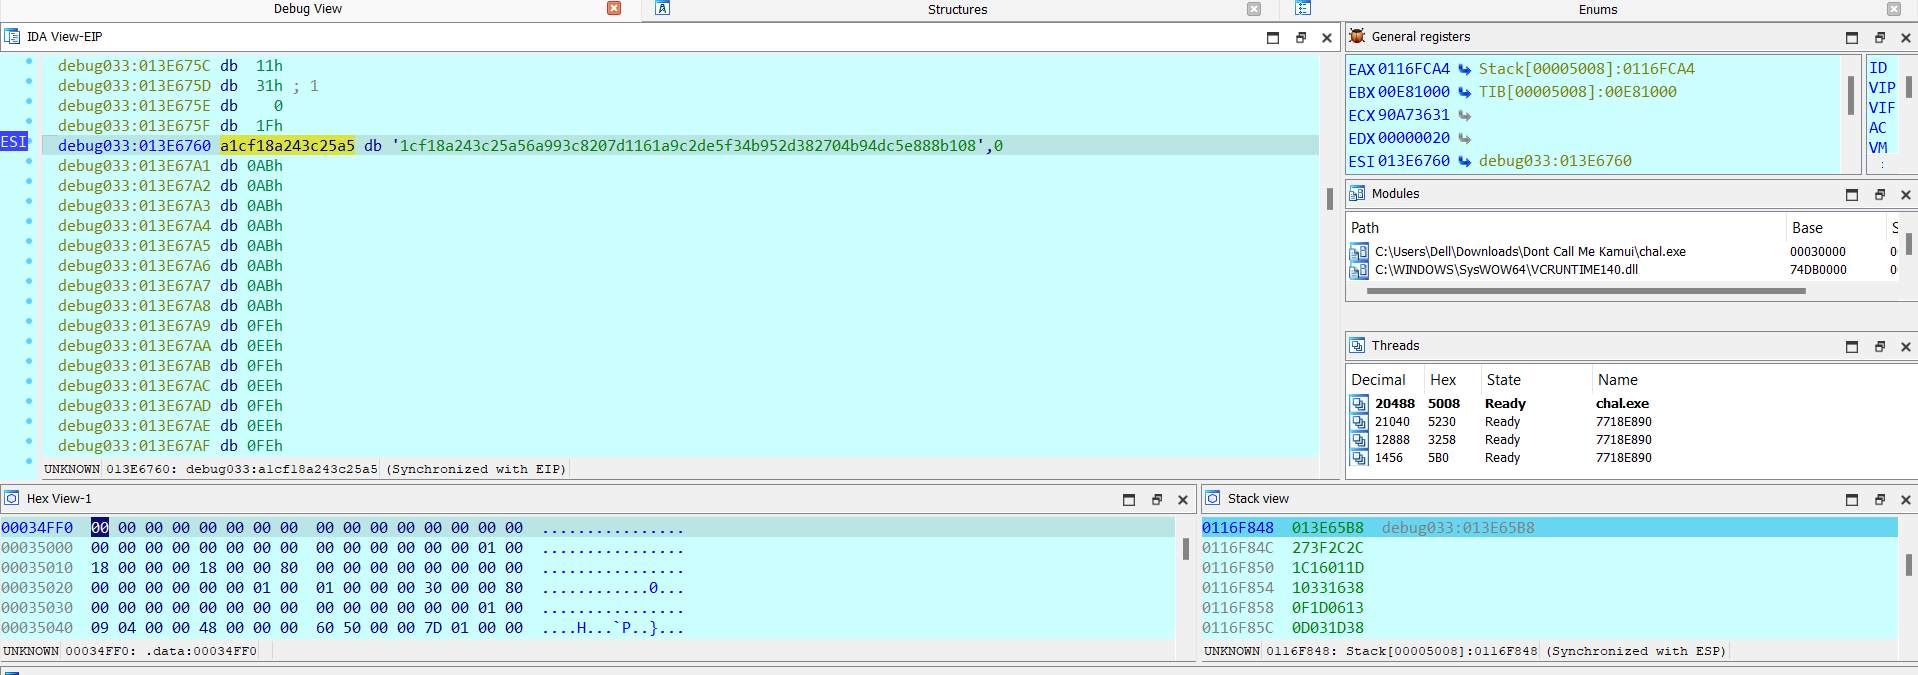 Debug View
Structures
Enums
IDA View-EIP
debug033:013E675C db 11h
debug033:013E675D db 31h ; 1
debug033:013E675E db 0
debug033:013E675F db 1Fh
ESI debug033:013E6760 a1cf18a243c25a5 db '1cf18a243c25a56a993c8207d1161a9c2de5f34b952d382704b94dc5e888b108',0
debug033:013E67A1 db 0ABh
debug033:013E67A2 db 0ABh
debug033:013E67A3 db 0ABh
debug033:013E67A4 db 0ABh
debug033:013E67A5 db 0ABh
debug033:013E67A6 db 0ABh
debug033:013E67A7 db 0ABh
debug033:013E67A8 db 0ABh
debug033:013E67A9 db 0FEh
debug033:013E67AA db 0EEh
debug033:013E67AB db 0FEh
debug033:013E67AC db 0EEh
debug033:013E67AD db 0FEh
debug033:013E67AE db 0EEh
debug033:013E67AF db 0FEh
UNKNOWN 013E6760: debug033:a1cf18a243c25a5 (Synchronized with EIP)
General registers
EAX 0116FCA4 Stack[00005008]:0116FCA4
EBX 00E81000 TIB[00005008]:00E81000
ECX 90A73631
EDX 00000020
ESI 013E6760 debug033:013E6760
ID
VIP
VIF
AC
VM
Modules
Path Base S
C:\Users\Dell\Downloads\Dont Call Me Kamui\chal.exe 00030000 0
C:\WINDOWS\SysWOW64\VCRUNTIME140.dll 74DB0000 0
Threads
Decimal Hex State Name
20488 5008 Ready chal.exe
21040 5230 Ready 7718E890
12888 3258 Ready 7718E890
1456 5B0 Ready 7718E890
Hex View-1
00034FF0 00 00 00 00 00 00 00 00 00 00 00 00 00 00 00 00 ................
00035000 00 00 00 00 00 00 00 00 00 00 00 00 00 00 01 00 ................
00035010 18 00 00 00 18 00 00 80 00 00 00 00 00 00 00 00 ................
00035020 00 00 00 00 00 00 01 00 01 00 00 00 30 00 00 80 ............0...
00035030 00 00 00 00 00 00 00 00 00 00 00 00 00 00 01 00 ................
00035040 09 04 00 00 48 00 00 00 60 50 00 00 7D 01 00 00 ....H...`P..}...
UNKNOWN 00034FF0: .data:00034FF0
Stack view
0116F848 013E65B8 debug033:013E65B8
0116F84C 273F2C2C
0116F850 1C16011D
0116F854 10331638
0116F858 0F1D0613
0116F85C 0D031D38
UNKNOWN 0116F848: Stack[00005008]:0116F848 (Synchronized with ESP)